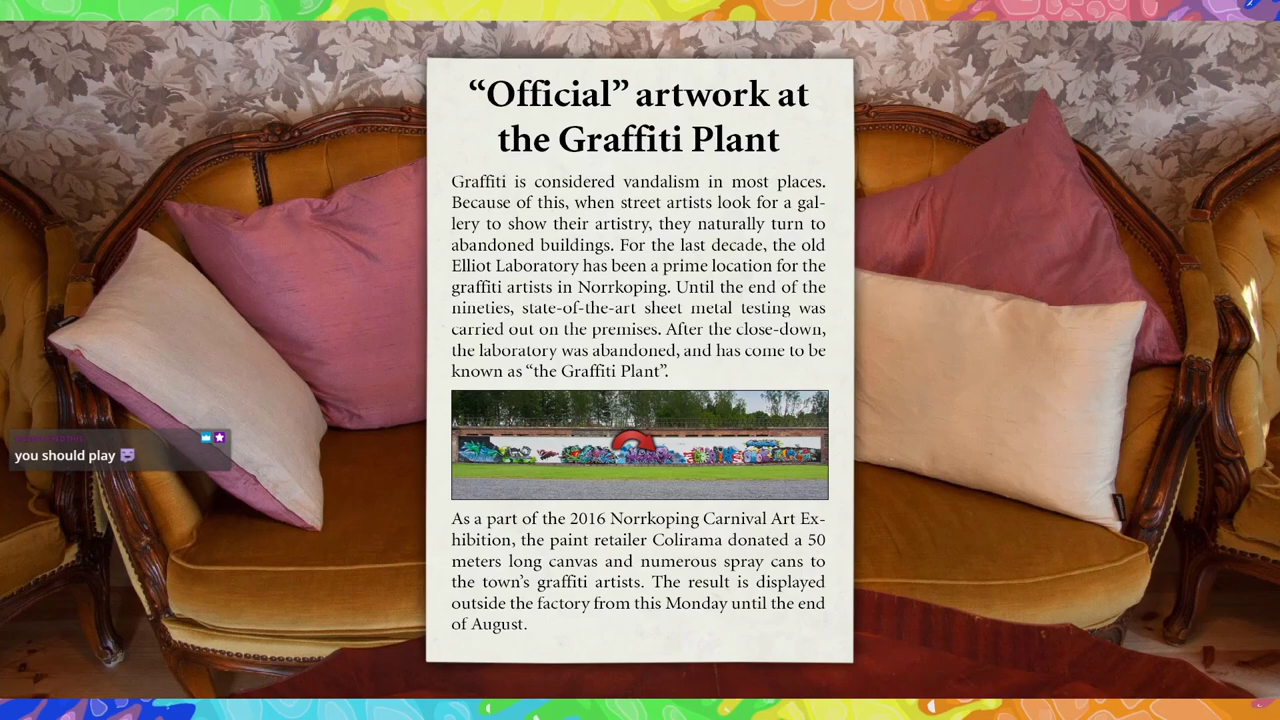 “Official” artwork at
the Graffiti Plant
Graffiti is considered vandalism in most places.
Because of this, when street artists look for a gal-
lery to show their artistry, they naturally turn to
abandoned buildings. For the last decade, the old
Elliot Laboratory has been a prime location for the
graffiti artists in Norrkoping. Until the end of the
nineties, state-of-the-art sheet metal testing was
carried out on the premises. After the close-down,
the laboratory was abandoned, and has come to be
known as “the Graffiti Plant”.
As a part of the 2016 Norrkoping Carnival Art Ex-
hibition, the paint retailer Colirama donated a 50
meters long canvas and numerous spray cans to
the town’s graffiti artists. The result is displayed
outside the factory from this Monday until the end
of August.
you should play